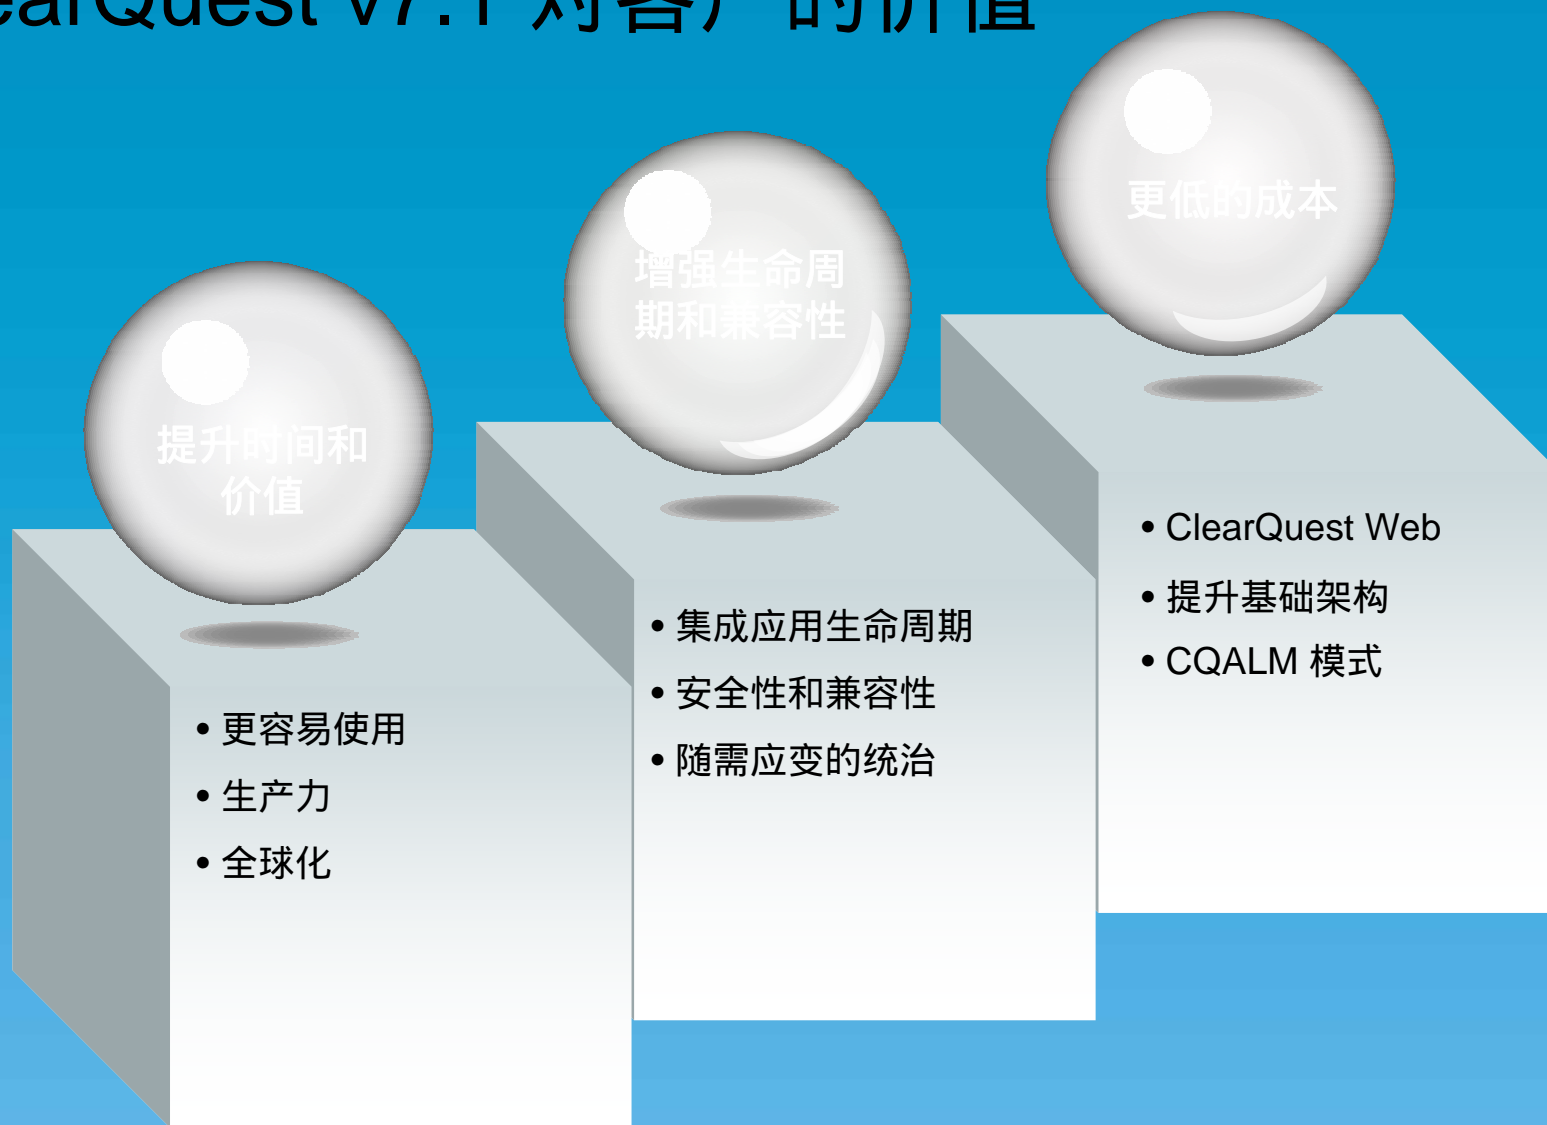 earQuest v7.1 对客户的价值
提升时间和
价值
• 更容易使用
• 生产力
• 全球化
增强生命周
期和兼容性
• 集成应用生命周期
• 安全性和兼容性
• 随需应变的统治
更低的成本
• ClearQuest Web
• 提升基础架构
• CQALM 模式